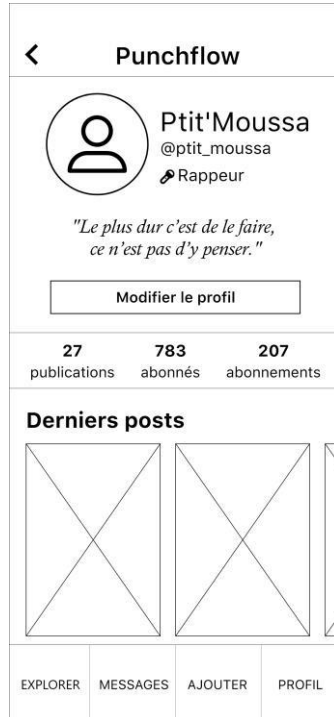 Punchflow
Ptit'Moussa
@ptit_moussa
Rappeur
"Le plus dur c'est de le faire,
ce n'est pas d'y penser."
Modifier le profil
27 783 207
publications abonnés abonnements
Derniers posts
EXPLORER MESSAGES AJOUTER PROFIL